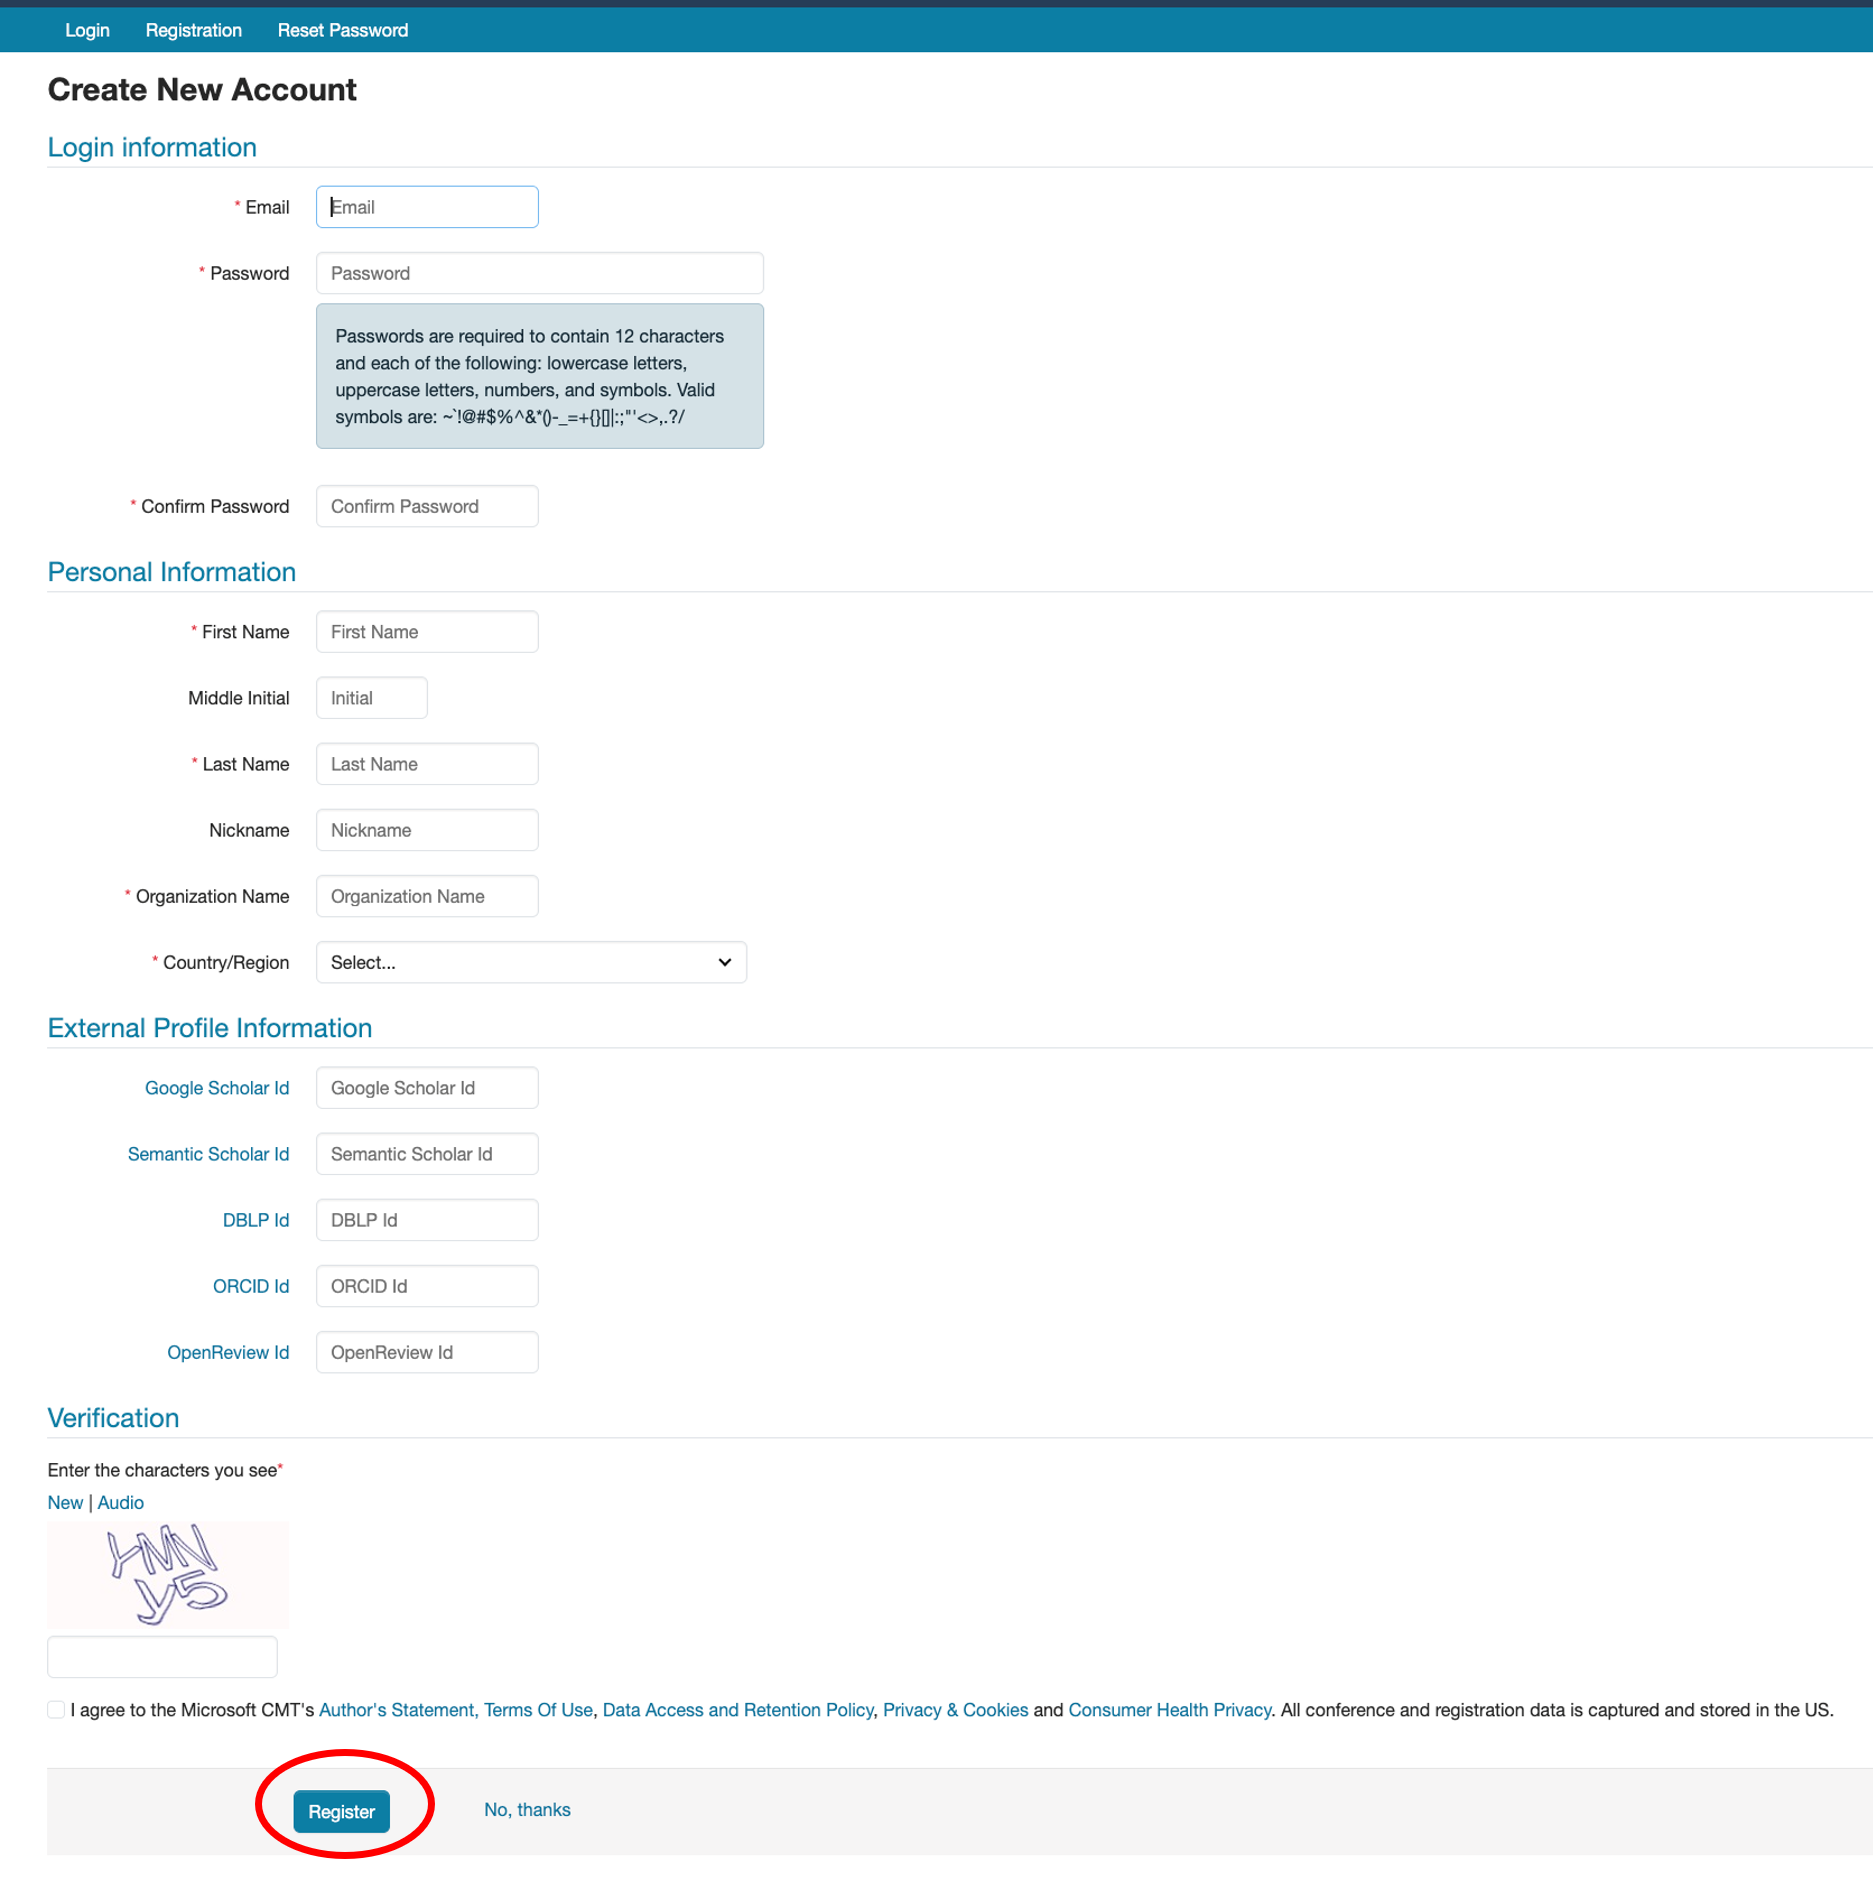 Login Registration Reset Password
Create New Account
Login information
* Email Email
* Password Password
Passwords are required to contain 12 characters
and each of the following: lowercase letters,
uppercase letters, numbers, and symbols. Valid
symbols are: ~`!@#$%^&*()-_=+{}[]|:;"'<>,.?/
* Confirm Password Confirm Password
Personal Information
* First Name First Name
Middle Initial Initial
* Last Name Last Name
Nickname Nickname
* Organization Name Organization Name
* Country/Region Select...
External Profile Information
Google Scholar Id Google Scholar Id
Semantic Scholar Id Semantic Scholar Id
DBLP Id DBLP Id
ORCID Id ORCID Id
OpenReview Id OpenReview Id
Verification
Enter the characters you see*
New | Audio
YMN
y5
I agree to the Microsoft CMT's Author's Statement, Terms Of Use, Data Access and Retention Policy, Privacy & Cookies and Consumer Health Privacy. All conference and registration data is captured and stored in the US.
Register No, thanks